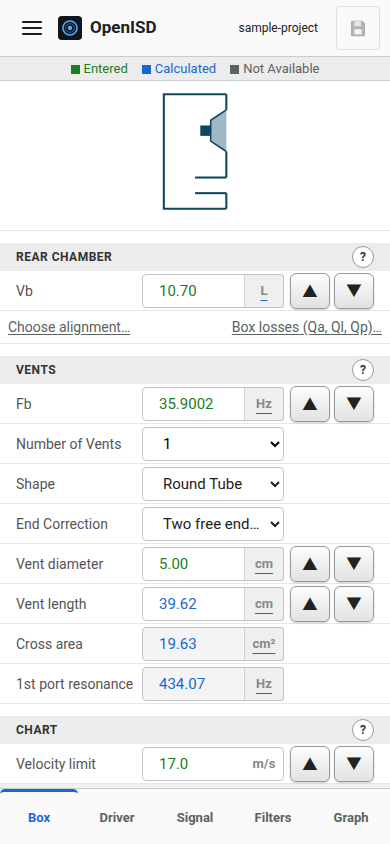 OpenISD
sample-project
Entered Calculated Not Available
REAR CHAMBER ?
Vb 10.70 L ▲ ▼
Choose alignment... Box losses (Qa, Ql, Qp)...
VENTS ?
Fb 35.9002 Hz ▲ ▼
Number of Vents 1
Shape Round Tube
End Correction Two free end...
Vent diameter 5.00 cm ▲ ▼
Vent length 39.62 cm ▲ ▼
Cross area 19.63 cm²
1st port resonance 434.07 Hz
CHART ?
Velocity limit 17.0 m/s ▲ ▼
Box Driver Signal Filters Graph